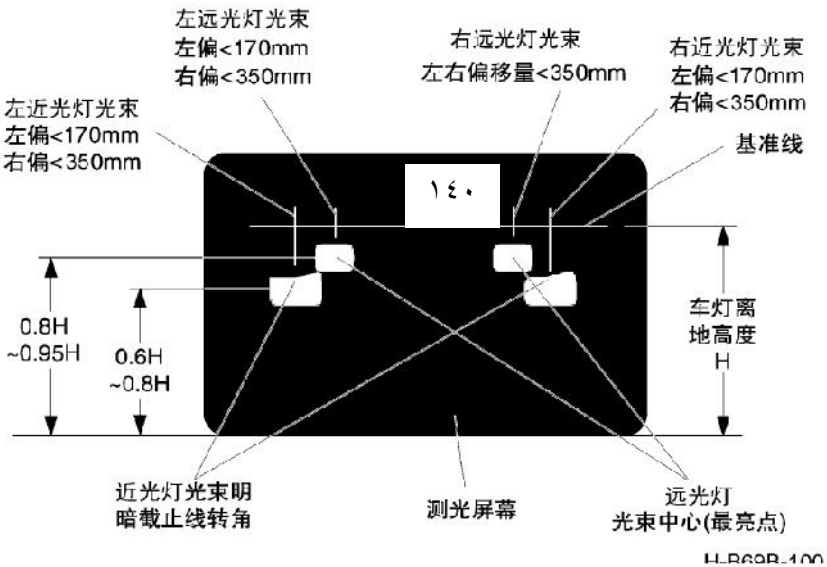 左远光灯光束
左偏<170mm
右偏<350mm
右远光灯光束
左右偏移量<350mm
右近光灯光束
左偏<170mm
右偏<350mm
左近光灯光束
左偏<170mm
右偏<350mm
基准线
١٤٠
0.8H
~0.95H
0.6H
~0.8H
车灯离
地高度
H
近光灯光束明
暗截止线转角
测光屏幕
远光灯
光束中心(最亮点)
H-B69B-100